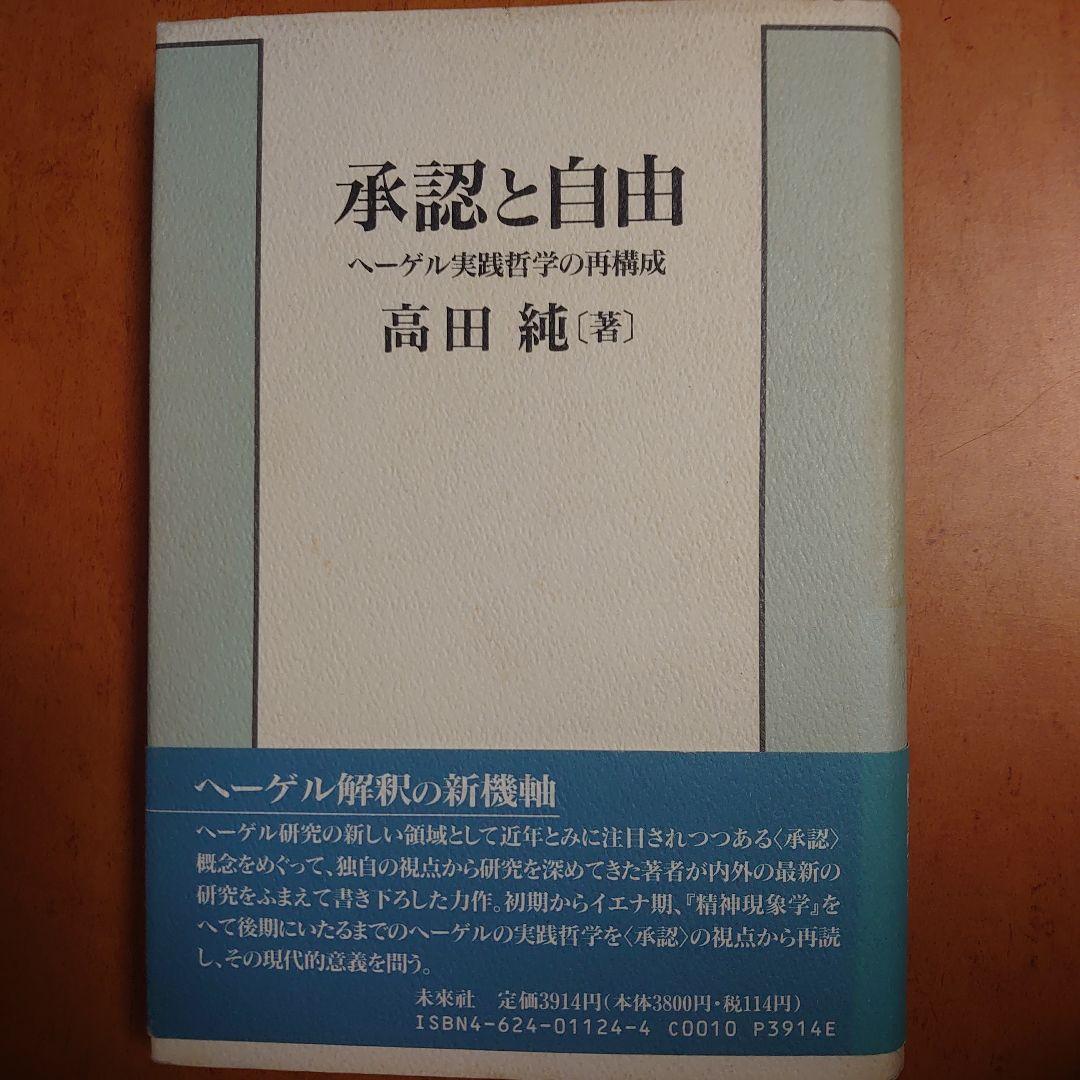 承認と自由
ヘーゲル実践哲学の再構成
高田 純〔著〕
ヘーゲル解釈の新機軸
ヘーゲル研究の新しい領域として近年とみに注目されつつある〈承認〉
概念をめぐって、独自の視点から研究を深めてきた著者が内外の最新の
研究をふまえて書き下ろした力作。初期からイエナ期、『精神現象学』を
へて後期にいたるまでのヘーゲルの実践哲学を〈承認〉の視点から再読
し、その現代的意義を問う。
未來社 定価3914円(本体3800円・税114円)
ISBN4-624-01124-4 C0010 P3914E